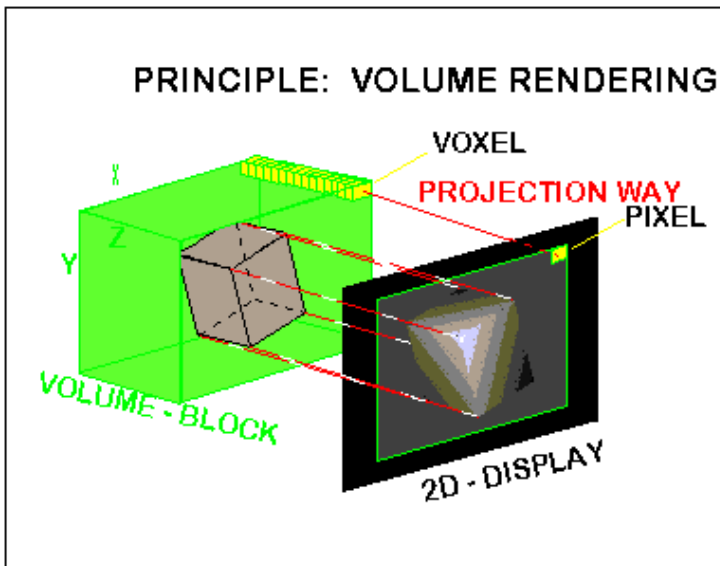 PRINCIPLE: VOLUME RENDERING
VOXEL
X
PROJECTION WAY
PIXEL
Z
Y
VOLUME - BLOCK
2D - DISPLAY